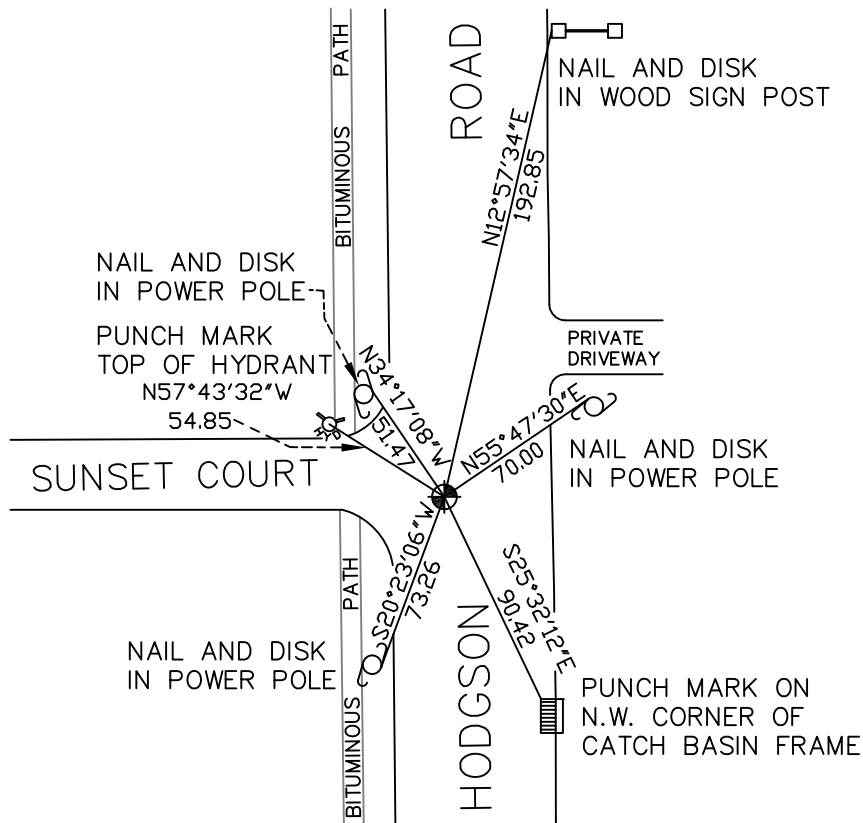 BITUMINOUS PATH
ROAD
NAIL AND DISK
IN WOOD SIGN POST
N12°57'34"E
192.85
NAIL AND DISK
IN POWER POLE
PUNCH MARK
TOP OF HYDRANT
N57°43'32"W
54.85
N34°17'08"W
51.47
PRIVATE
DRIVEWAY
HYD
N55°47'30"E
70.00
NAIL AND DISK
IN POWER POLE
SUNSET COURT
S20°23'06"W
73.26
S25°32'12"E
90.42
NAIL AND DISK
IN POWER POLE
BITUMINOUS PATH
HODGSON
PUNCH MARK ON
N.W. CORNER OF
CATCH BASIN FRAME